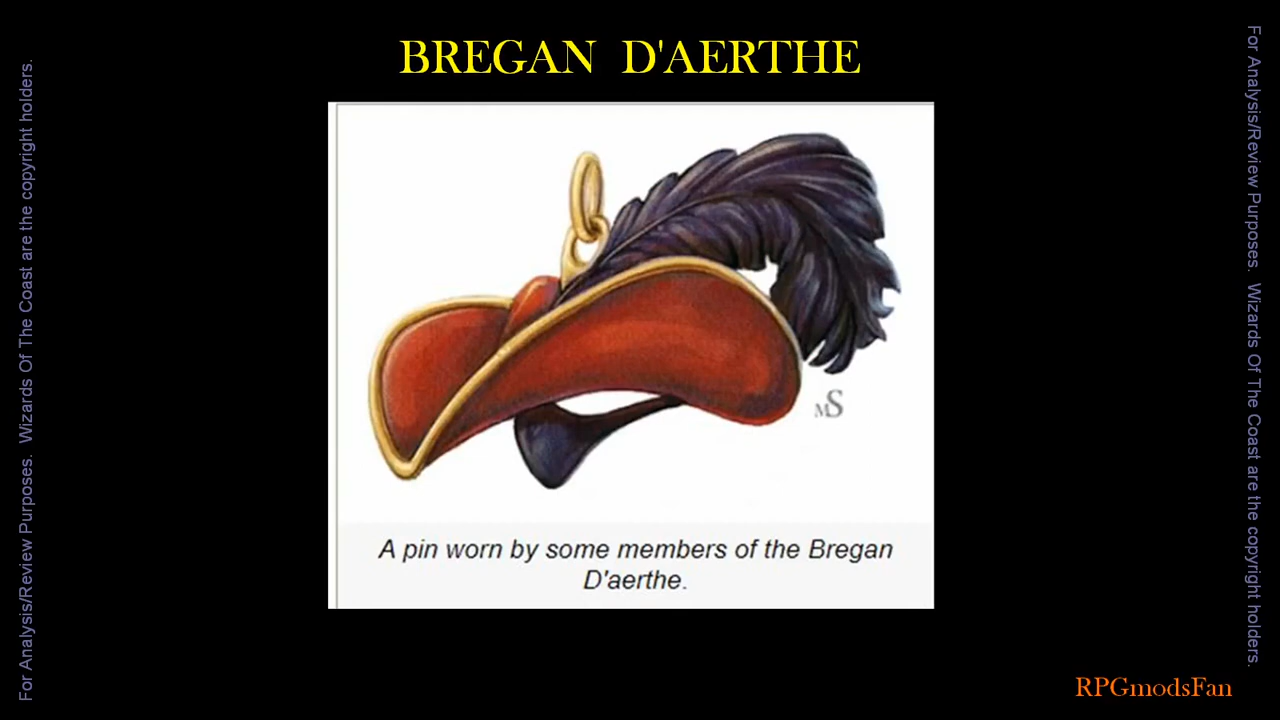 BREGAN D'AERTHE
For Analysis/Review Purposes. Wizards Of The Coast are the copyright holders.
For Analysis/Review Purposes. Wizards Of The Coast are the copyright holders.
MS
A pin worn by some members of the Bregan
D'aerthe.
RPGmodsFan